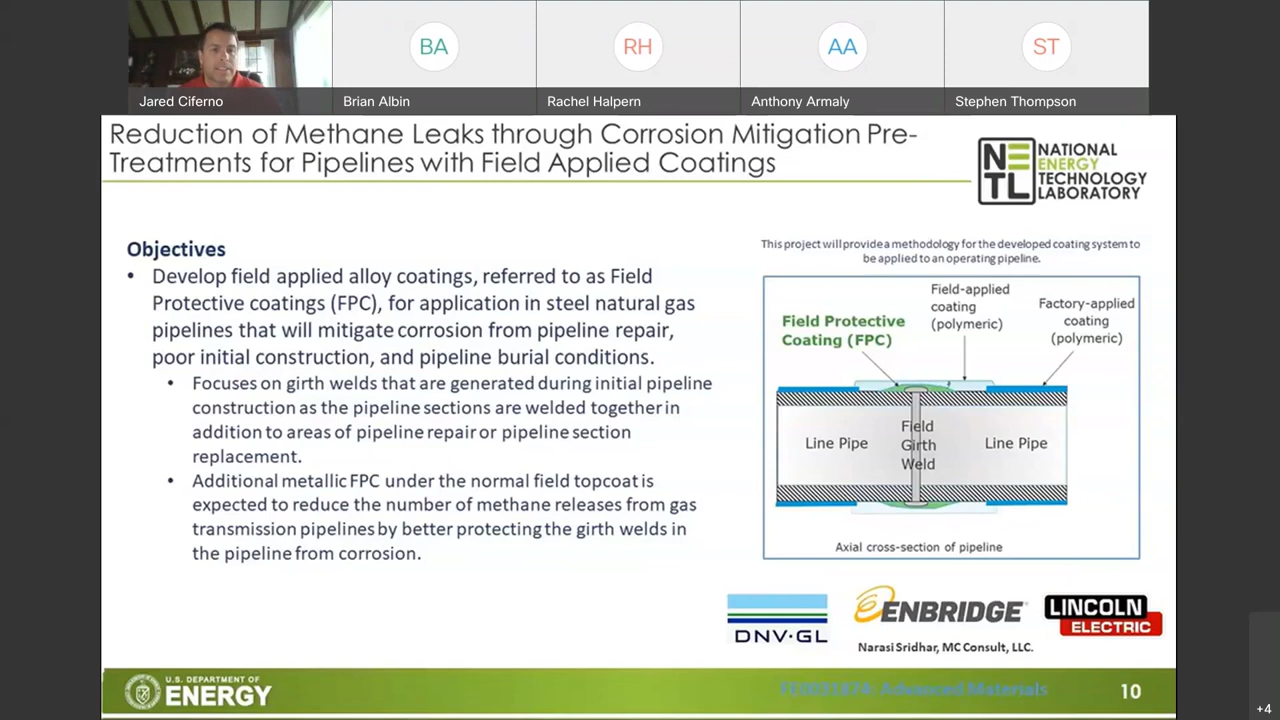 BA
RH
AA
ST
Jared Ciferno
Brian Albin
Rachel Halpern
Anthony Armaly
Stephen Thompson
Reduction of Methane Leaks through Corrosion Mitigation Pre-
Treatments for Pipelines with Field Applied Coatings
NE
TL
NATIONAL
ENERGY
TECHNOLOGY
LABORATORY
Objectives
• Develop field applied alloy coatings, referred to as Field
Protective coatings (FPC), for application in steel natural gas
pipelines that will mitigate corrosion from pipeline repair,
poor initial construction, and pipeline burial conditions.
• Focuses on girth welds that are generated during initial pipeline
construction as the pipeline sections are welded together in
addition to areas of pipeline repair or pipeline section
replacement.
• Additional metallic FPC under the normal field topcoat is
expected to reduce the number of methane releases from gas
transmission pipelines by better protecting the girth welds in
the pipeline from corrosion.
This project will provide a methodology for the developed coating system to
be applied to an operating pipeline.
Field Protective
Coating (FPC)
Field-applied
coating
(polymeric)
Factory-applied
coating
(polymeric)
Line Pipe
Field
Girth
Weld
Line Pipe
Axial cross-section of pipeline
DNV·GL
ENBRIDGE
LINCOLN
ELECTRIC
Narasi Sridhar, MC Consult, LLC.
U.S. DEPARTMENT OF
ENERGY
FE0031874: Advanced Materials
10
+4